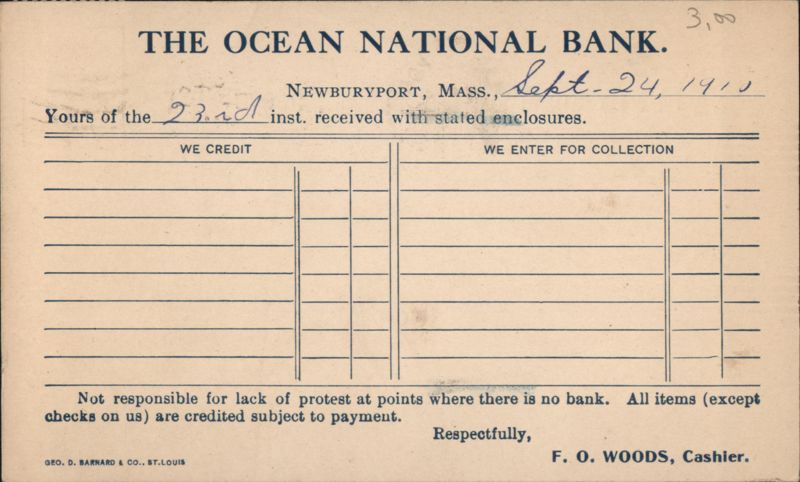 3,00
THE OCEAN NATIONAL BANK.
NEWBURYPORT, MASS., Sept-24, 1910
Yours of the 23rd inst. received with stated enclosures.
WE CREDIT WE ENTER FOR COLLECTION
Not responsible for lack of protest at points where there is no bank. All items (except
checks on us) are credited subject to payment.
Respectfully,
F. O. WOODS, Cashier.
GEO. D. BARNARD & CO., ST. LOUIS